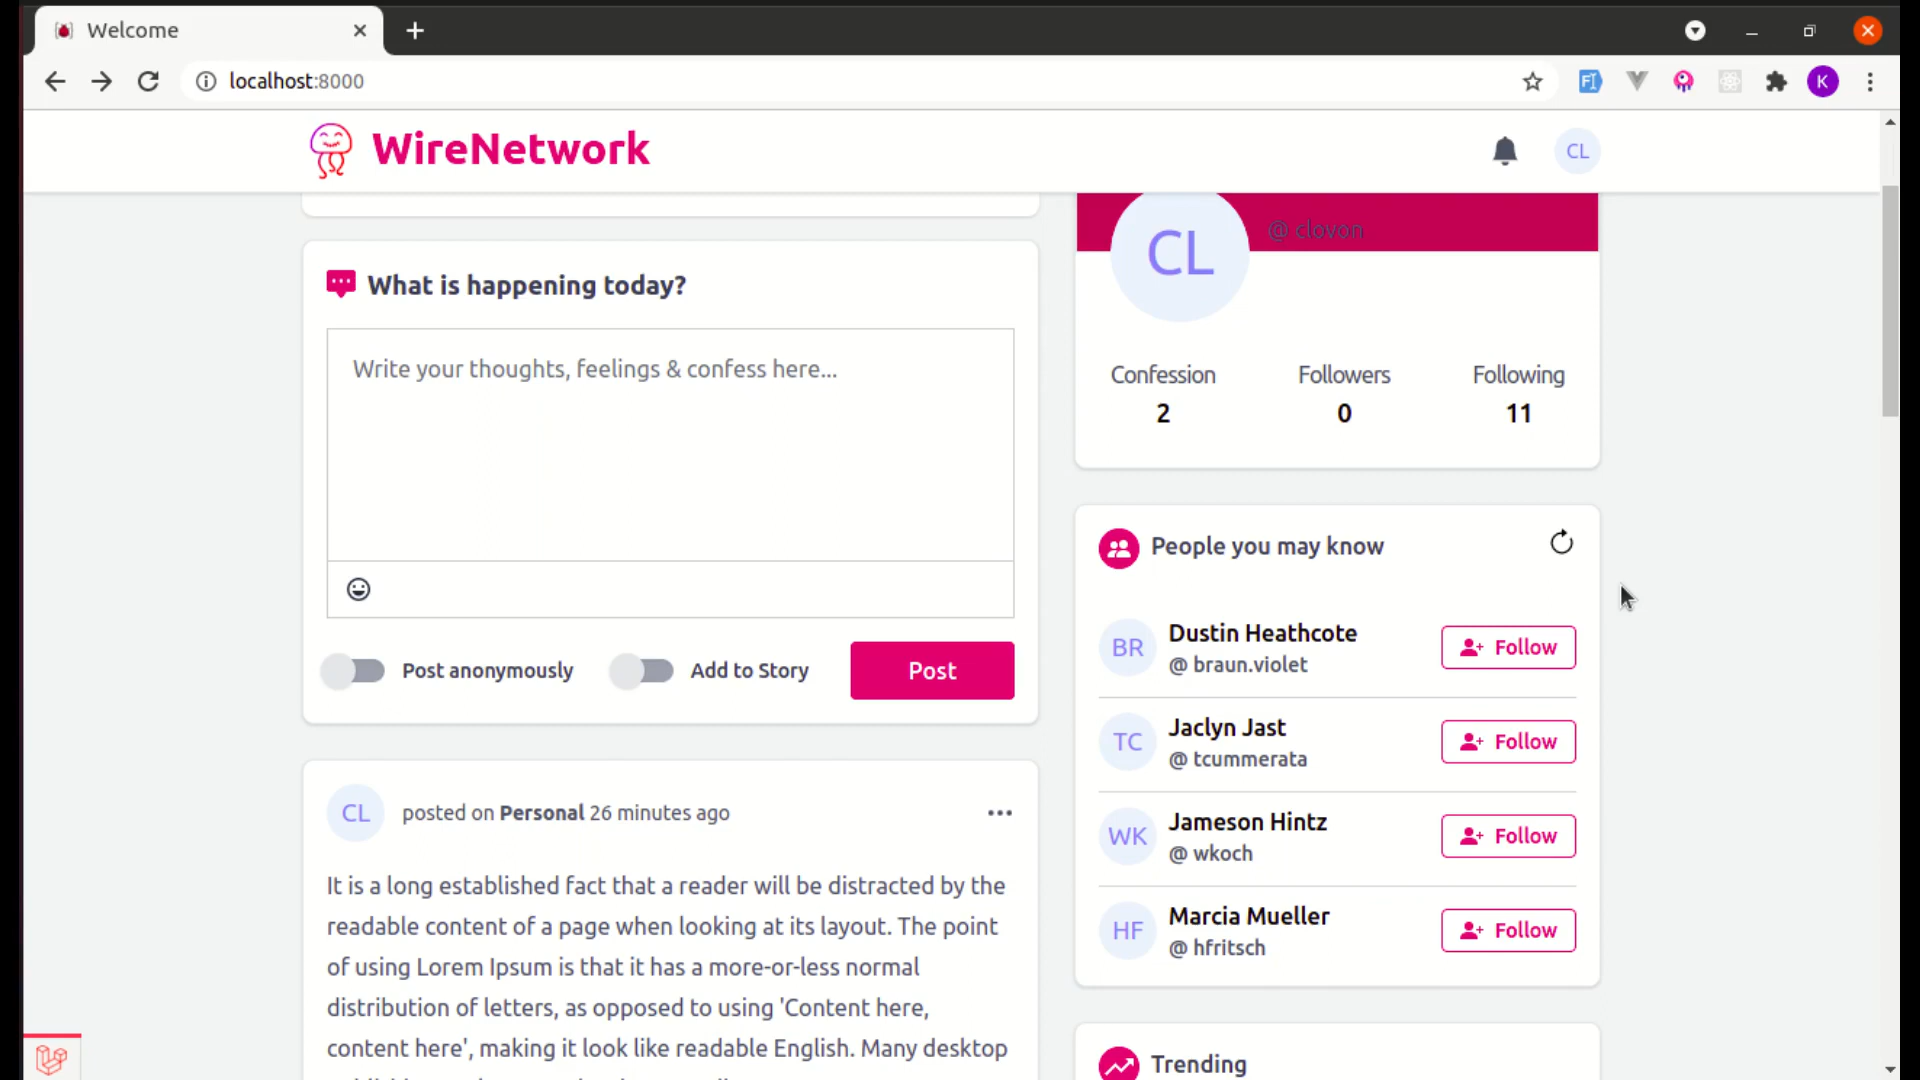 Welcome
localhost:8000
FI
K
WireNetwork
CL
What is happening today?
Write your thoughts, feelings & confess here...
Post anonymously
Add to Story
Post
CL
posted on Personal 26 minutes ago
It is a long established fact that a reader will be distracted by the
readable content of a page when looking at its layout. The point
of using Lorem Ipsum is that it has a more-or-less normal
distribution of letters, as opposed to using 'Content here,
content here', making it look like readable English. Many desktop
CL
@ clovon
Confession Followers Following
2 0 11
People you may know
BR
Dustin Heathcote
@ braun.violet
Follow
TC
Jaclyn Jast
@ tcummerata
Follow
WK
Jameson Hintz
@ wkoch
Follow
HF
Marcia Mueller
@ hfritsch
Follow
Trending